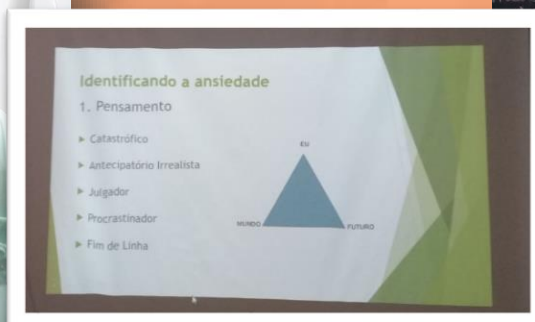 Identificando a ansiedade
1. Pensamento
Catastrófico
Antecipatório Irrealista
Julgador
Procrastinador
Fim de Linha
EU
MUNDO
FUTURO